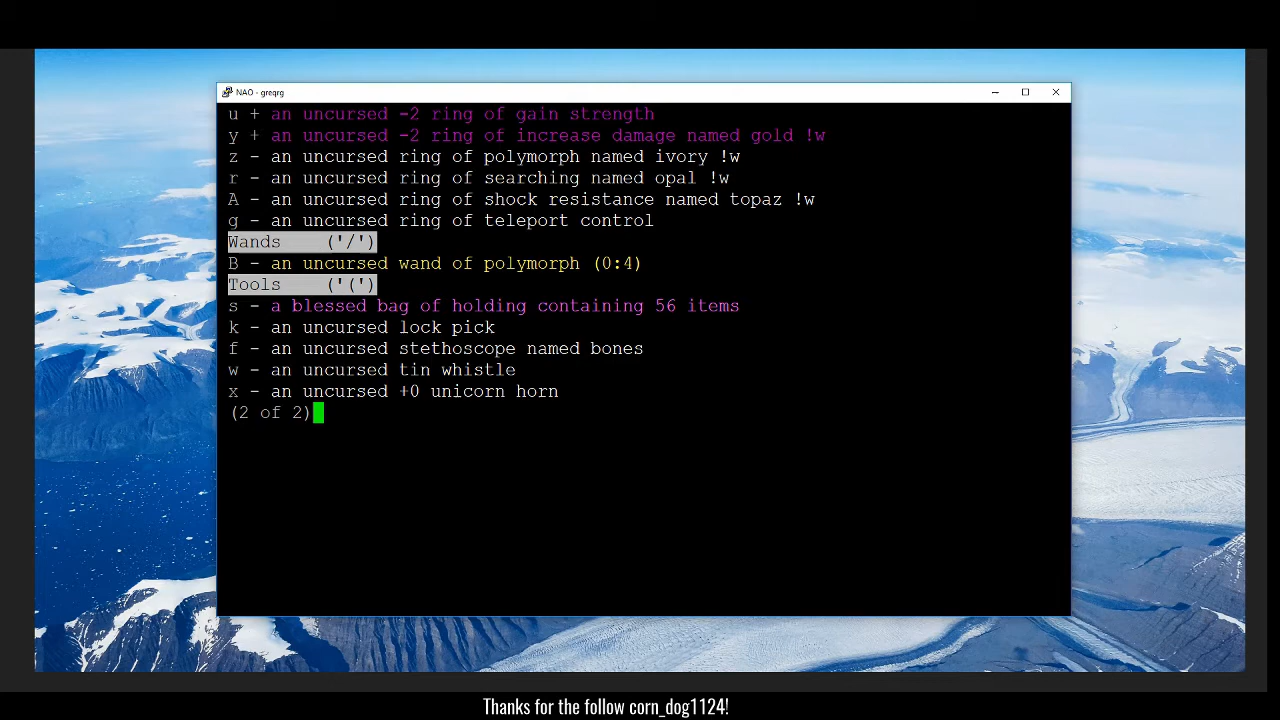 NAO - greqrg
u + an uncursed -2 ring of gain strength
y + an uncursed -2 ring of increase damage named gold !w
z - an uncursed ring of polymorph named ivory !w
r - an uncursed ring of searching named opal !w
A - an uncursed ring of shock resistance named topaz !w
g - an uncursed ring of teleport control
Wands ('/')
B - an uncursed wand of polymorph (0:4)
Tools ('(')
s - a blessed bag of holding containing 56 items
k - an uncursed lock pick
f - an uncursed stethoscope named bones
w - an uncursed tin whistle
x - an uncursed +0 unicorn horn
(2 of 2)
Thanks for the follow corn_dog1124!